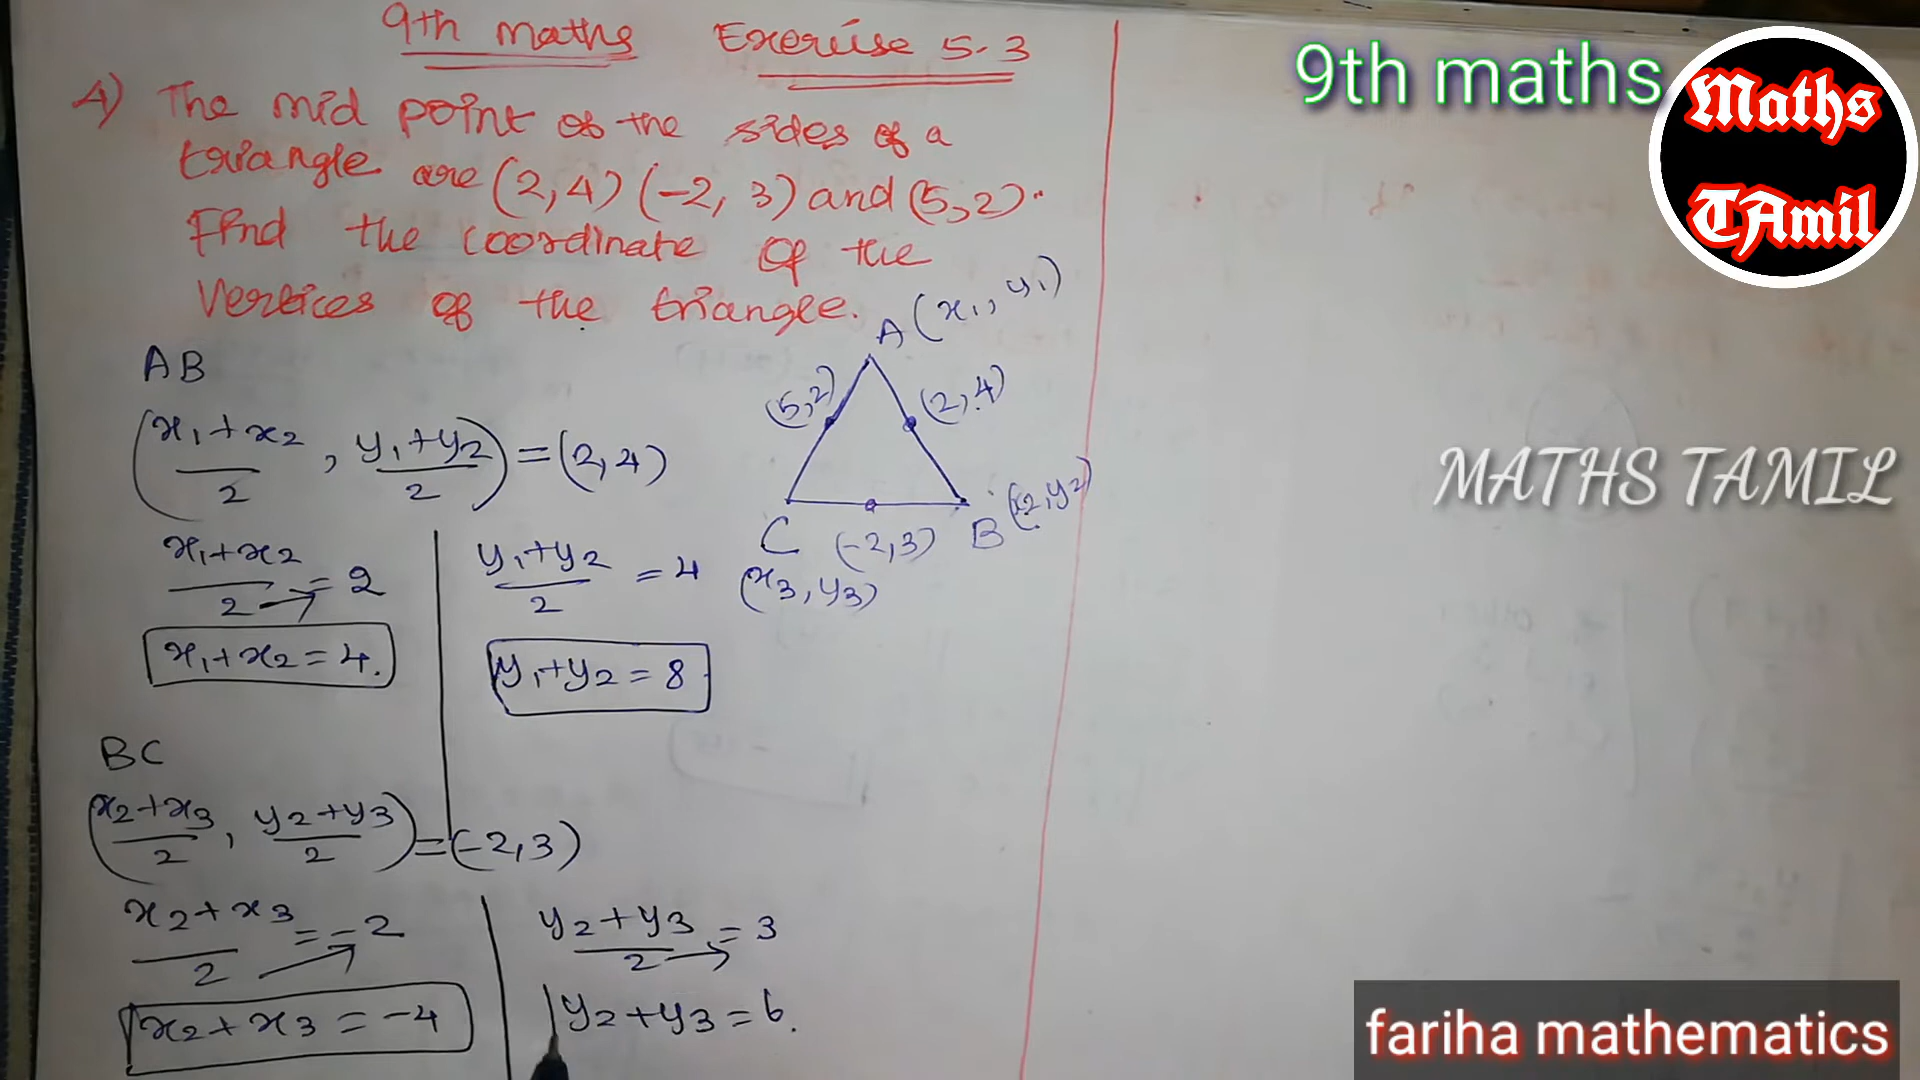 9th maths Exercise 5.3
4) The mid point of the sides of a
triangle are (2,4) (-2, 3) and (5,2).
Find the coordinate of the
vertices of the triangle.
A (x₁, y₁)
(5,2)
(2,4)
C
(-2,3)
B (x₂,y₂)
(x₃,y₃)
AB
(x₁+x₂/2 , y₁+y₂/2) = (2,4)
x₁+x₂/2 = 2
y₁+y₂/2 = 4
x₁+x₂ = 4.
y₁+y₂ = 8
BC
(x₂+x₃/2 , y₂+y₃/2) = (-2,3)
x₂+x₃/2 = -2
y₂+y₃/2 = 3
x₂+x₃ = -4
y₂+y₃ = 6.
9th maths
Maths
TAmil
MATHS TAMIL
fariha mathematics